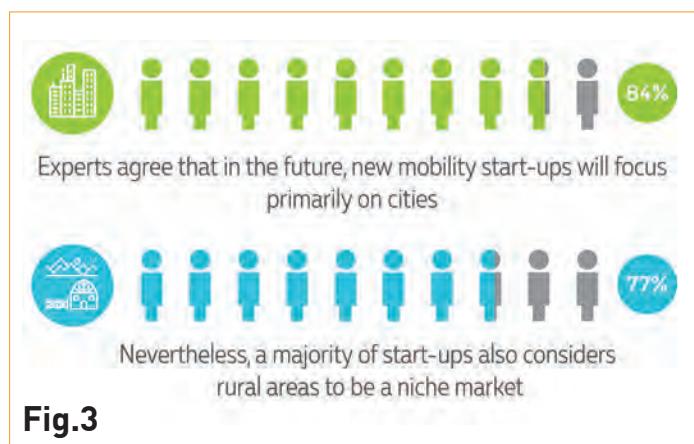 84%
Experts agree that in the future, new mobility start-ups will focus
primarily on cities
77%
Nevertheless, a majority of start-ups also considers
rural areas to be a niche market
Fig.3